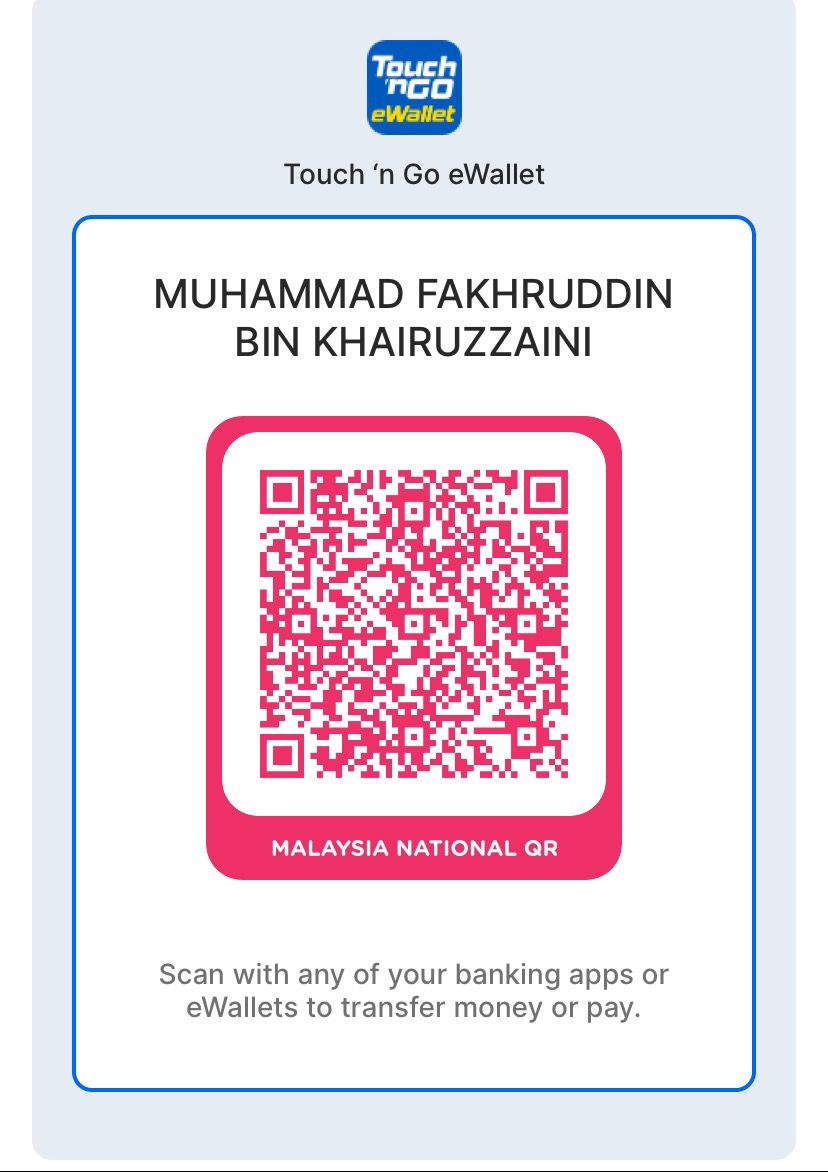 Touch
'nGO
eWallet
Touch ‘n Go eWallet
MUHAMMAD FAKHRUDDIN
BIN KHAIRUZZAINI
MALAYSIA NATIONAL QR
Scan with any of your banking apps or
eWallets to transfer money or pay.